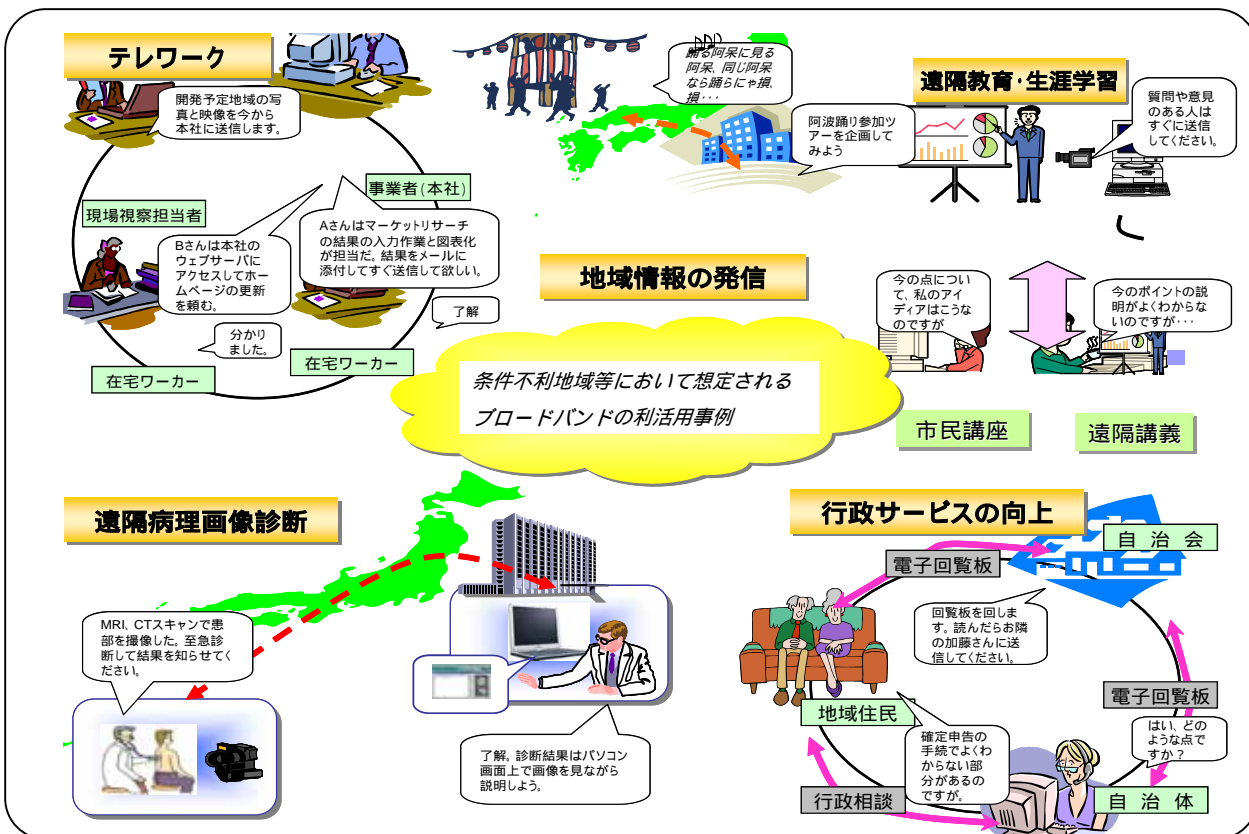 テレワーク
開発予定地域の写
真と映像を今から
本社に送信します。
事業者(本社)
現場視察担当者
Aさんはマーケットリサーチ
の結果の入力作業と図表化
が担当だ。結果をメールに
添付してすぐ送信して欲しい。
Bさんは本社の
ウェブサーバに
アクセスしてホー
ムページの更新
を頼む。
了解
分かり
ました。
在宅ワーカー
在宅ワーカー
踊る阿呆に見る
阿呆、同じ阿呆
なら踊らにゃ損、
損・・・
阿波踊り参加ツ
アーを企画して
みよう
地域情報の発信
遠隔教育・生涯学習
質問や意見
のある人は
すぐに送信
してください。
今の点につい
て、私のアイ
ディアはこうな
のですが
今のポイントの説
明がよくわからな
いのですが・・・
市民講座
遠隔講義
条件不利地域等において想定される
ブロードバンドの利活用事例
遠隔病理画像診断
MRI、CTスキャンで患
部を撮像した。至急診
断して結果を知らせてく
ださい。
了解。診断結果はパソコン
画面上で画像を見ながら
説明しよう。
行政サービスの向上
自治会
電子回覧板
回覧板を回しま
す。読んだらお隣
の加藤さんに送
信してください。
電子回覧板
地域住民
確定申告の
手続でよくわ
からない部
分があるの
ですが。
はい、どの
ような点で
すか？
行政相談
自治体